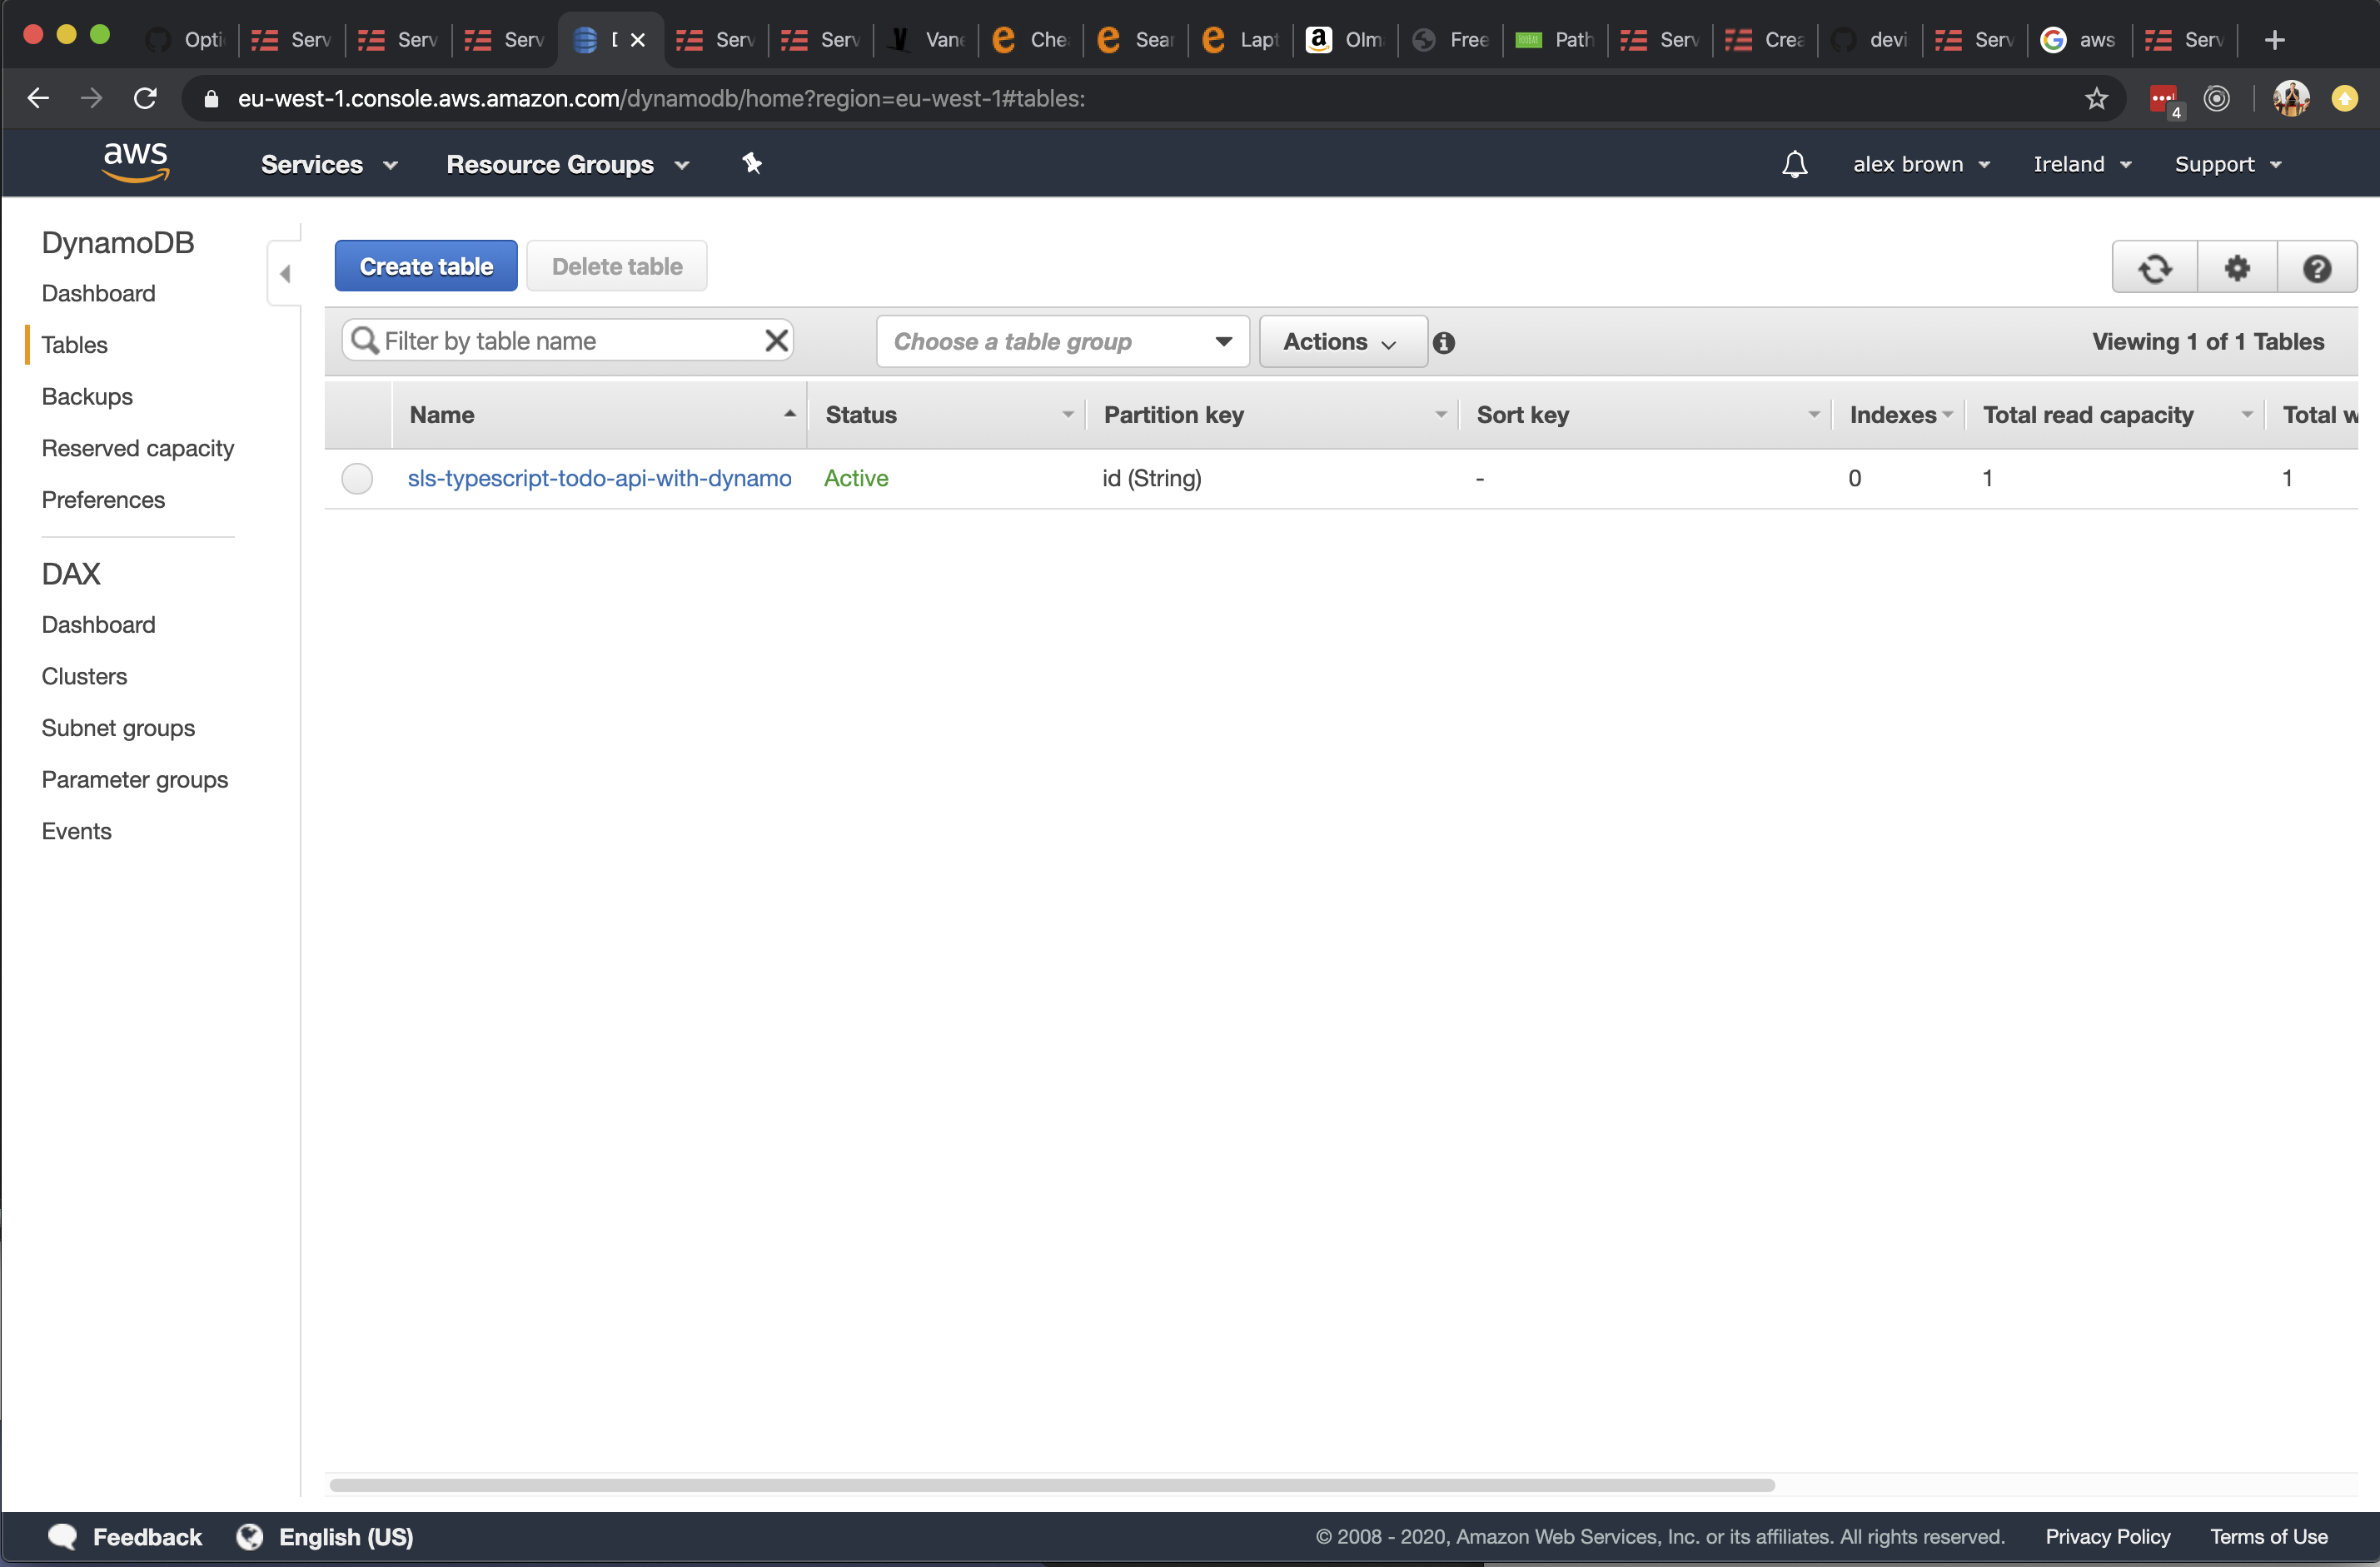 Opti Serv Serv Serv Serv Serv Vane Che Sear Lapt Olm Free Path Serv Crea devi Serv aws Serv
eu-west-1.console.aws.amazon.com/dynamodb/home?region=eu-west-1#tables:
4
aws Services Resource Groups alex brown Ireland Support
DynamoDB
Dashboard
Tables
Backups
Reserved capacity
Preferences
DAX
Dashboard
Clusters
Subnet groups
Parameter groups
Events
Create table Delete table
Filter by table name Choose a table group Actions Viewing 1 of 1 Tables
Name Status Partition key Sort key Indexes Total read capacity Total w
sls-typescript-todo-api-with-dynamo Active id (String) - 0 1 1
Feedback English (US) © 2008 - 2020, Amazon Web Services, Inc. or its affiliates. All rights reserved. Privacy Policy Terms of Use